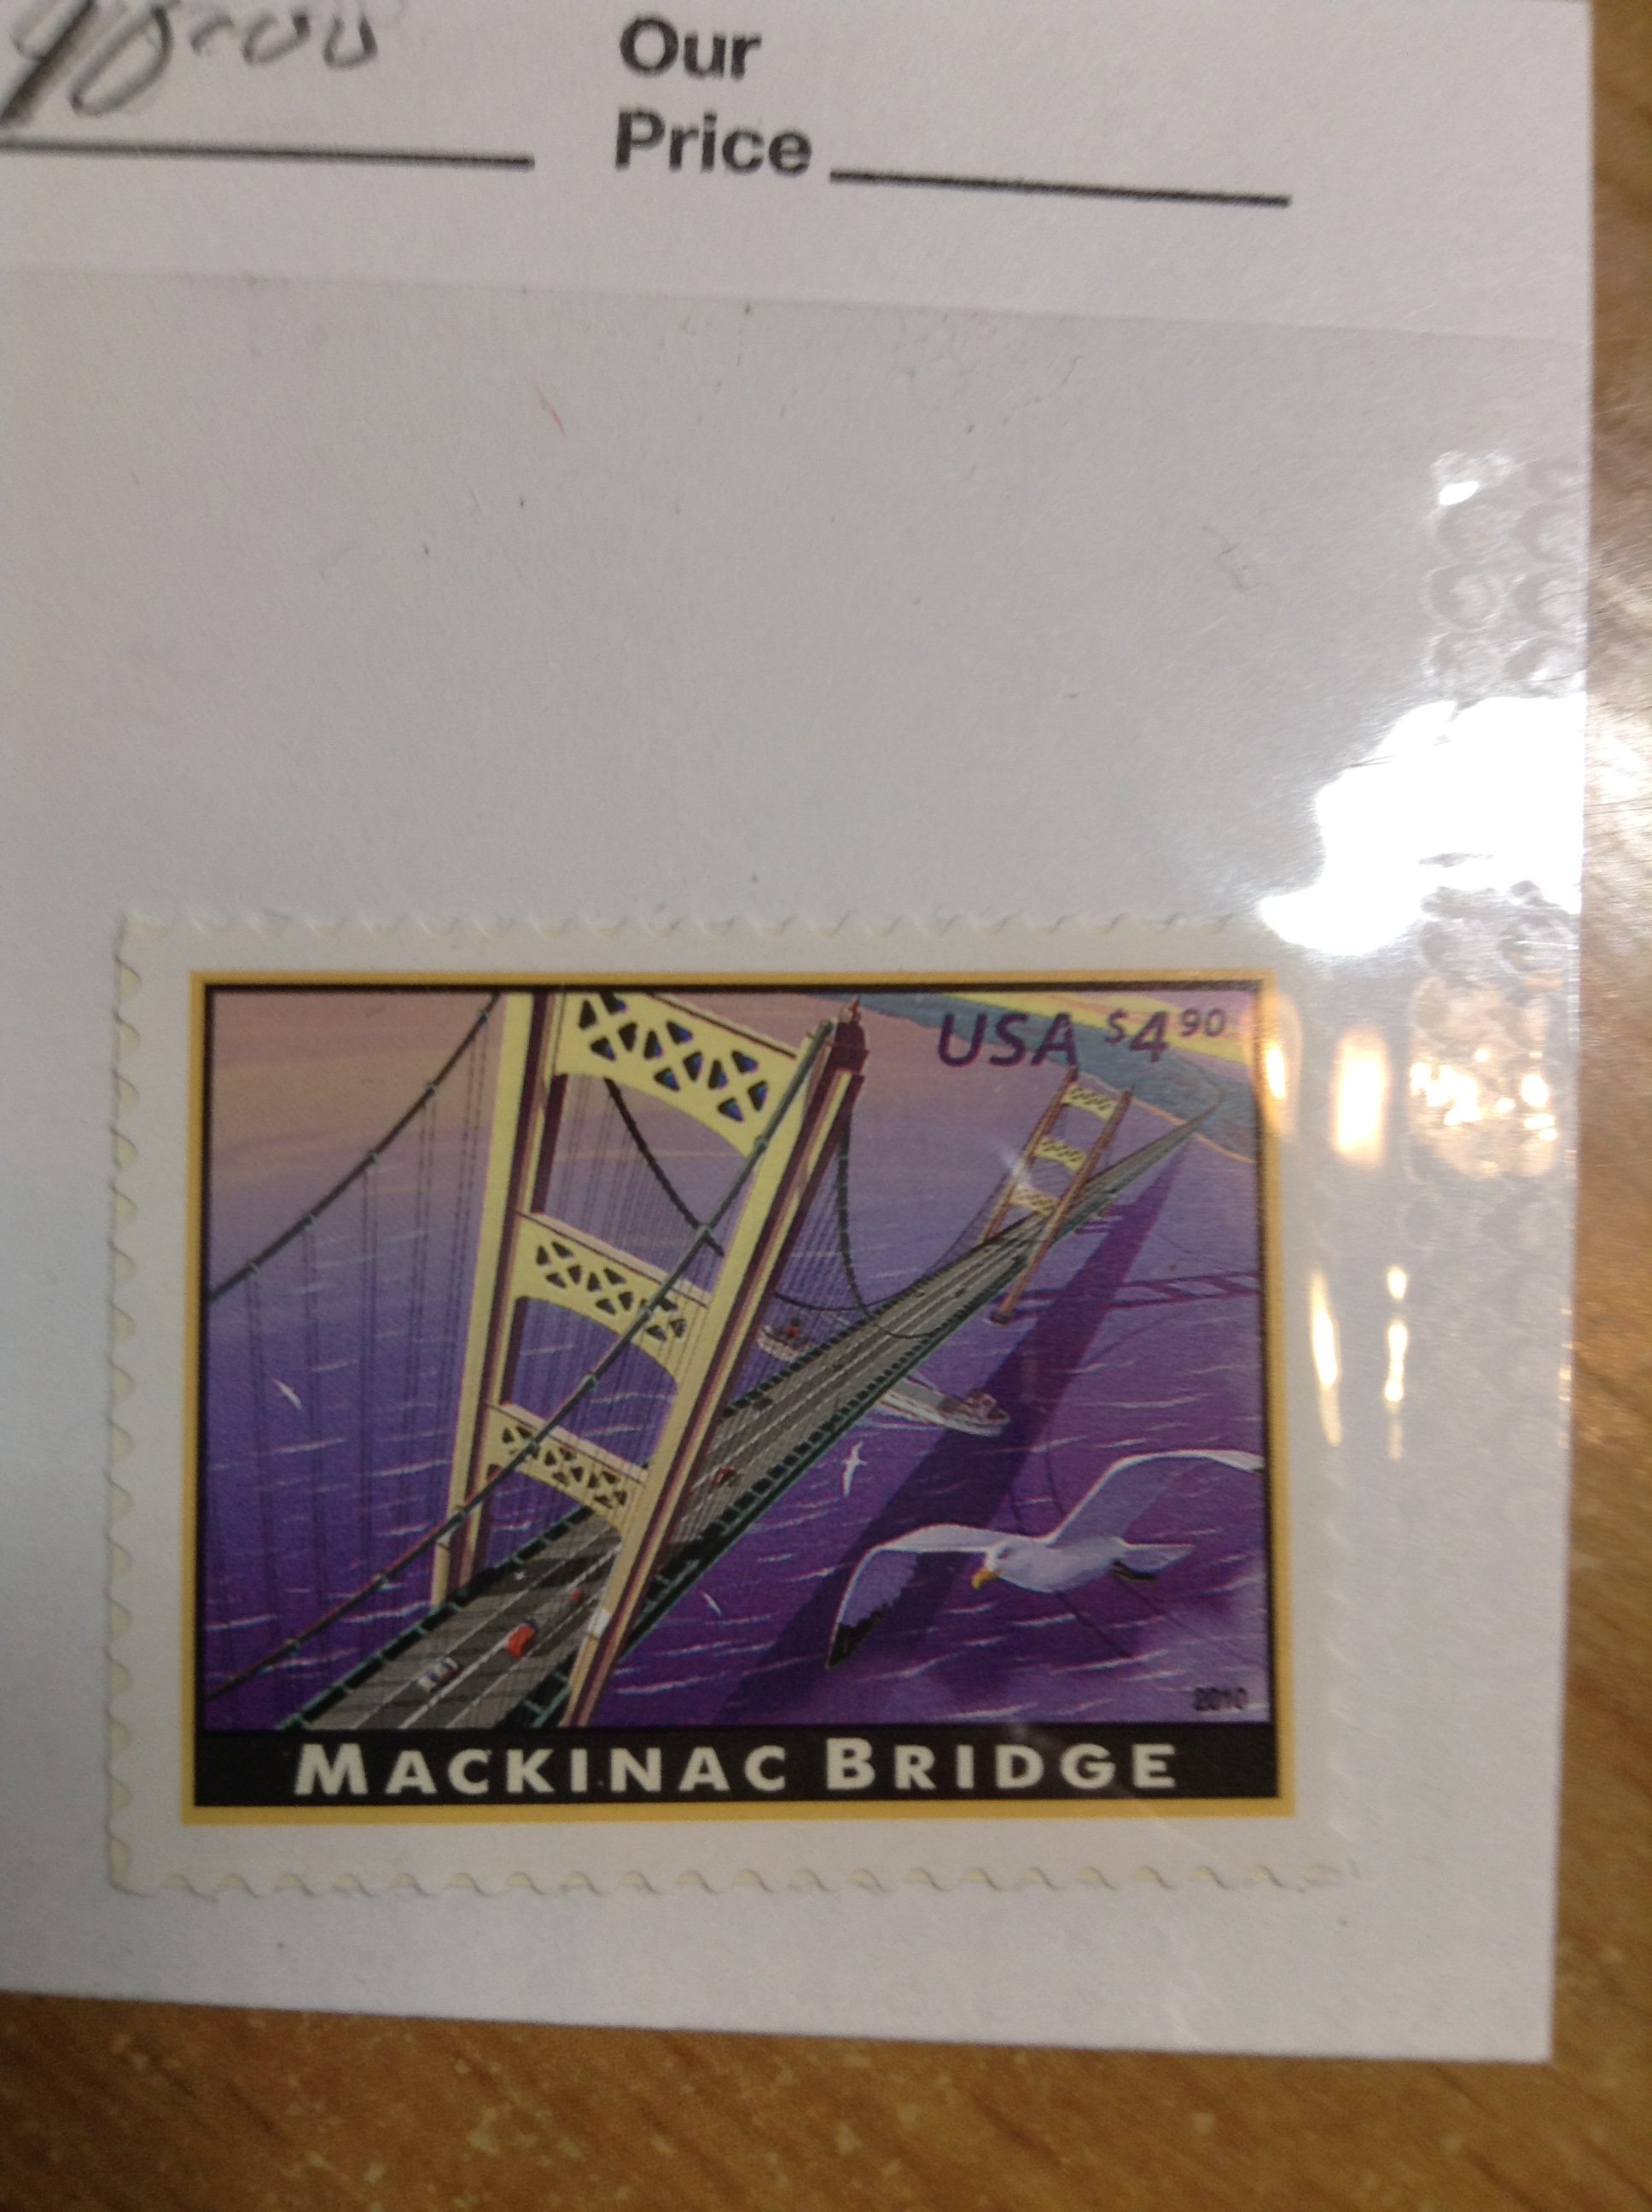 Our
Price
USA $4.90
2010
MACKINAC BRIDGE